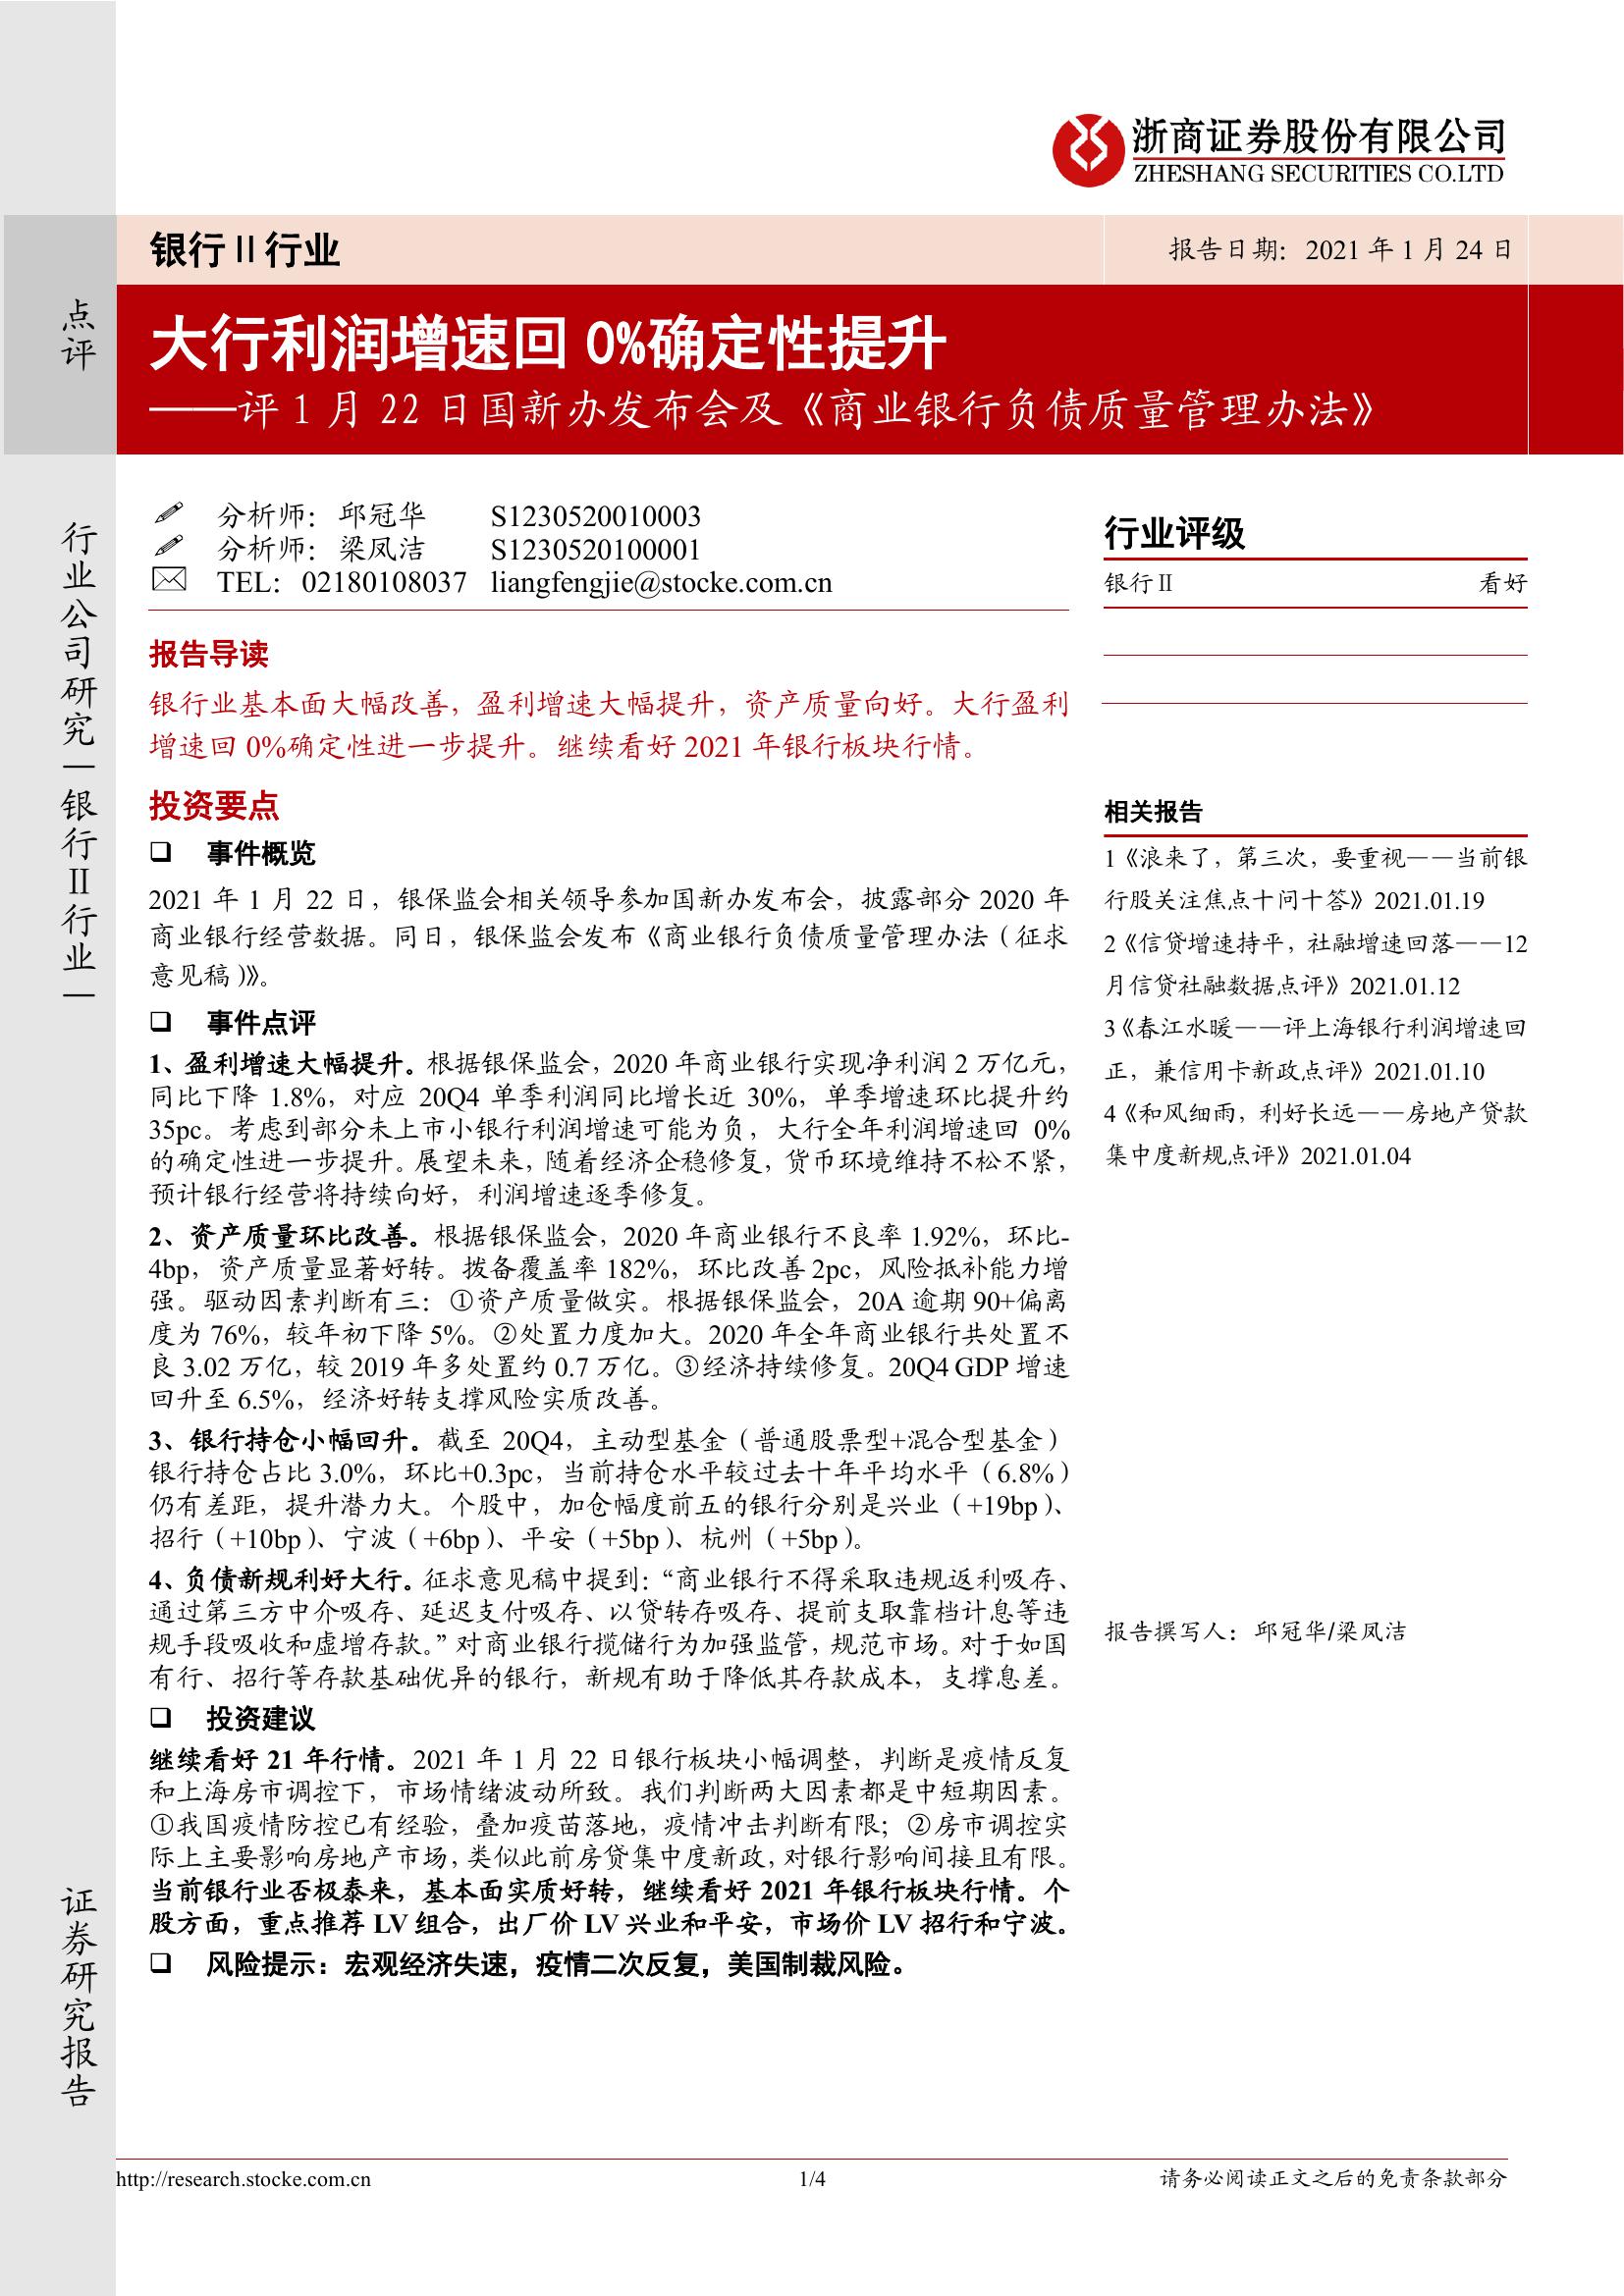 浙商证券股份有限公司
ZHESHANG SECURITIES CO.LTD
银行Ⅱ行业
报告日期：2021 年 1 月 24 日
点评
大行利润增速回 0%确定性提升
——评 1 月 22 日国新办发布会及《商业银行负债质量管理办法》
行业公司研究｜银行Ⅱ行业｜
证券研究报告
分析师：邱冠华 S1230520010003
分析师：梁凤洁 S1230520100001
TEL：02180108037 liangfengjie@stocke.com.cn
报告导读
银行业基本面大幅改善，盈利增速大幅提升，资产质量向好。大行盈利
增速回 0%确定性进一步提升。继续看好 2021 年银行板块行情。
投资要点
❑ 事件概览
2021 年 1 月 22 日，银保监会相关领导参加国新办发布会，披露部分 2020 年
商业银行经营数据。同日，银保监会发布《商业银行负债质量管理办法（征求
意见稿）》。
❑ 事件点评
1、盈利增速大幅提升。根据银保监会，2020 年商业银行实现净利润 2 万亿元，
同比下降 1.8%，对应 20Q4 单季利润同比增长近 30%，单季增速环比提升约
35pc。考虑到部分未上市小银行利润增速可能为负，大行全年利润增速回 0%
的确定性进一步提升。展望未来，随着经济企稳修复，货币环境维持不松不紧，
预计银行经营将持续向好，利润增速逐季修复。
2、资产质量环比改善。根据银保监会，2020 年商业银行不良率 1.92%，环比-
4bp，资产质量显著好转。拨备覆盖率 182%，环比改善 2pc，风险抵补能力增
强。驱动因素判断有三：①资产质量做实。根据银保监会，20A 逾期 90+偏离
度为 76%，较年初下降 5%。②处置力度加大。2020 年全年商业银行共处置不
良 3.02 万亿，较 2019 年多处置约 0.7 万亿。③经济持续修复。20Q4 GDP 增速
回升至 6.5%，经济好转支撑风险实质改善。
3、银行持仓小幅回升。截至 20Q4，主动型基金（普通股票型+混合型基金）
银行持仓占比 3.0%，环比+0.3pc，当前持仓水平较过去十年平均水平（6.8%）
仍有差距，提升潜力大。个股中，加仓幅度前五的银行分别是兴业（+19bp）、
招行（+10bp）、宁波（+6bp）、平安（+5bp）、杭州（+5bp）。
4、负债新规利好大行。征求意见稿中提到：“商业银行不得采取违规返利吸存、
通过第三方中介吸存、延迟支付吸存、以贷转存吸存、提前支取靠档计息等违
规手段吸收和虚增存款。”对商业银行揽储行为加强监管，规范市场。对于如国
有行、招行等存款基础优异的银行，新规有助于降低其存款成本，支撑息差。
❑ 投资建议
继续看好 21 年行情。2021 年 1 月 22 日银行板块小幅调整，判断是疫情反复
和上海房市调控下，市场情绪波动所致。我们判断两大因素都是中短期因素。
①我国疫情防控已有经验，叠加疫苗落地，疫情冲击判断有限；②房市调控实
际上主要影响房地产市场，类似此前房贷集中度新政，对银行影响间接且有限。
当前银行业否极泰来，基本面实质好转，继续看好 2021 年银行板块行情。个
股方面，重点推荐 LV 组合，出厂价 LV 兴业和平安，市场价 LV 招行和宁波。
❑ 风险提示：宏观经济失速，疫情二次反复，美国制裁风险。
行业评级
银行Ⅱ 看好
相关报告
1《浪来了，第三次，要重视——当前银
行股关注焦点十问十答》2021.01.19
2《信贷增速持平，社融增速回落——12
月信贷社融数据点评》2021.01.12
3《春江水暖——评上海银行利润增速回
正，兼信用卡新政点评》2021.01.10
4《和风细雨，利好长远——房地产贷款
集中度新规点评》2021.01.04
报告撰写人：邱冠华/梁凤洁
http://research.stocke.com.cn
1/4
请务必阅读正文之后的免责条款部分